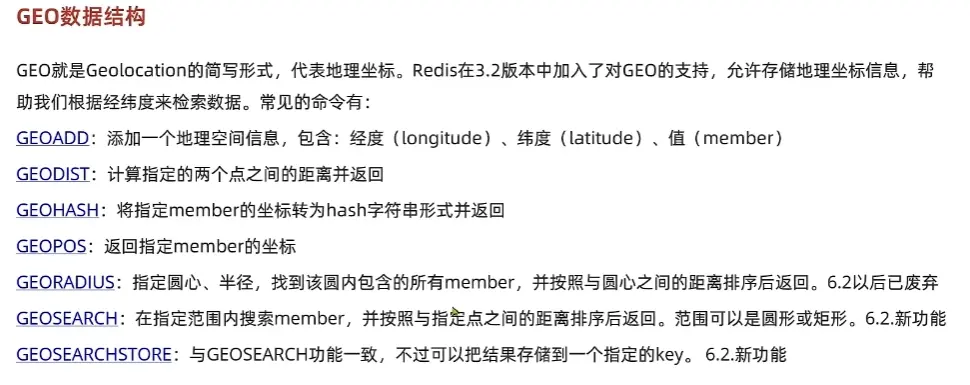 GEO数据结构
GEO就是Geolocation的简写形式，代表地理坐标。Redis在3.2版本中加入了对GEO的支持，允许存储地理坐标信息，帮
助我们根据经纬度来检索数据。常见的命令有：
GEOADD：添加一个地理空间信息，包含：经度（longitude）、纬度（latitude）、值（member）
GEODIST：计算指定的两个点之间的距离并返回
GEOHASH：将指定member的坐标转为hash字符串形式并返回
GEOPOS：返回指定member的坐标
GEORADIUS：指定圆心、半径，找到该圆内包含的所有member，并按照与圆心之间的距离排序后返回。6.2以后已废弃
GEOSEARCH：在指定范围内搜索member，并按照与指定点之间的距离排序后返回。范围可以是圆形或矩形。6.2.新功能
GEOSEARCHSTORE：与GEOSEARCH功能一致，不过可以把结果存储到一个指定的key。 6.2.新功能